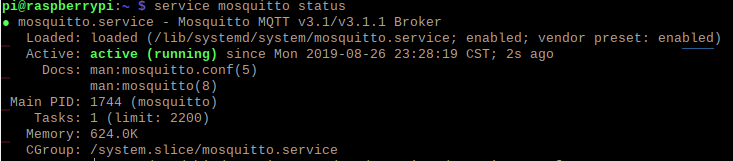 pi@raspberrypi:~ $ service mosquitto status
● mosquitto.service - Mosquitto MQTT v3.1/v3.1.1 Broker
Loaded: loaded (/lib/systemd/system/mosquitto.service; enabled; vendor preset: enabled)
Active: active (running) since Mon 2019-08-26 23:28:19 CST; 2s ago
Docs: man:mosquitto.conf(5)
man:mosquitto(8)
Main PID: 1744 (mosquitto)
Tasks: 1 (limit: 2200)
Memory: 624.0K
CGroup: /system.slice/mosquitto.service